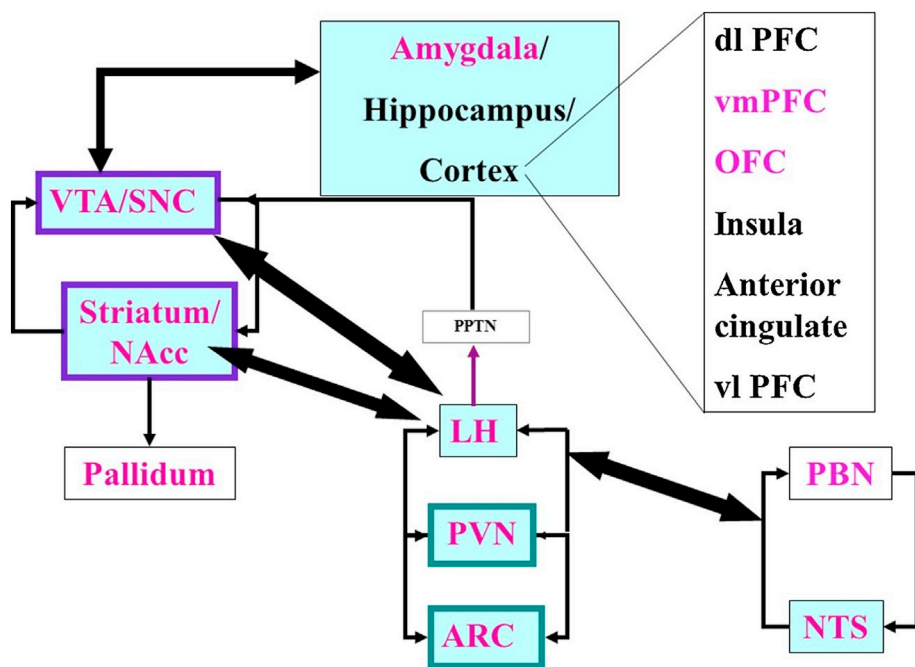 Amygdala/
Hippocampus/
Cortex
dl PFC
vmPFC
OFC
Insula
Anterior
cingulate
vl PFC
VTA/SNC
Striatum/
NAcc
PPTN
LH
Pallidum
PVN
ARC
PBN
NTS